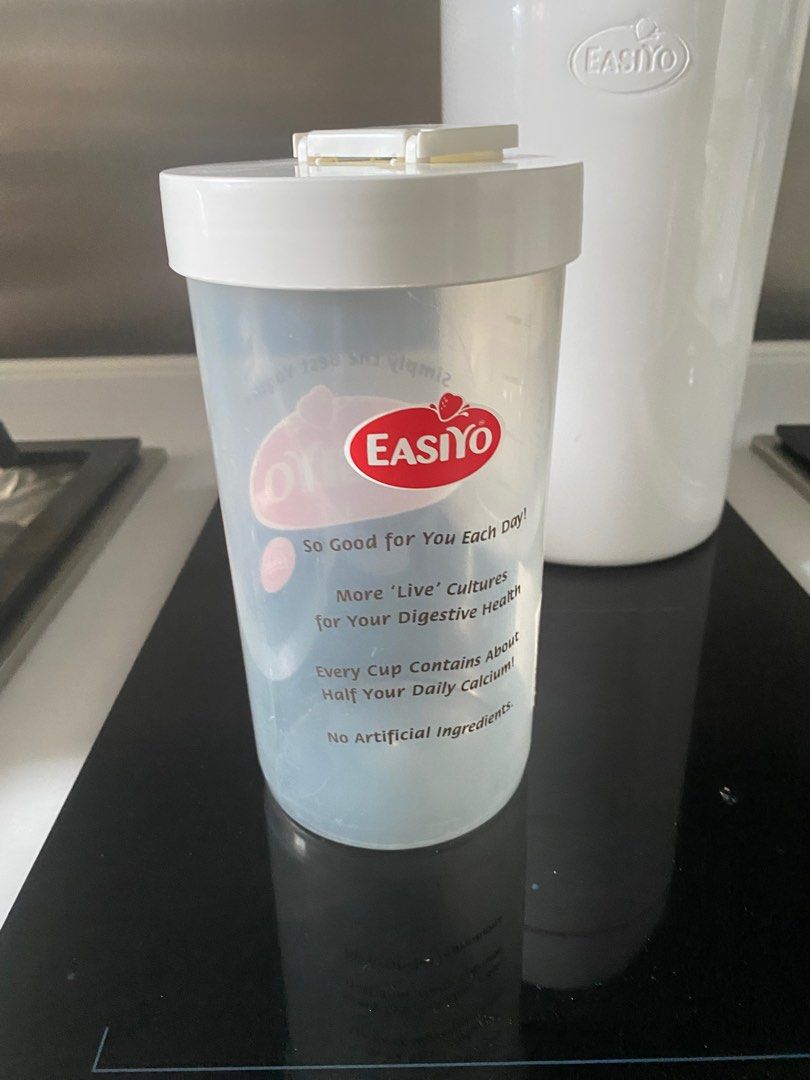 EASIYO
EASIYO
So Good for You Each Day!
More ‘Live’ Cultures
for Your Digestive Health
Every Cup Contains About
Half Your Daily Calcium!
No Artificial Ingredients.